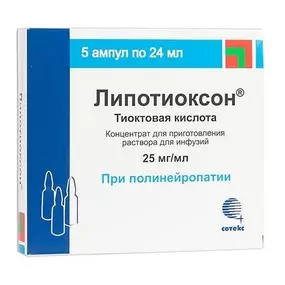 5 ампул по 24 мл
Липотиоксон®
Тиоктовая кислота
Концентрат для приготовления
раствора для инфузий
25 мг/мл
При полинейропатии
сотекс